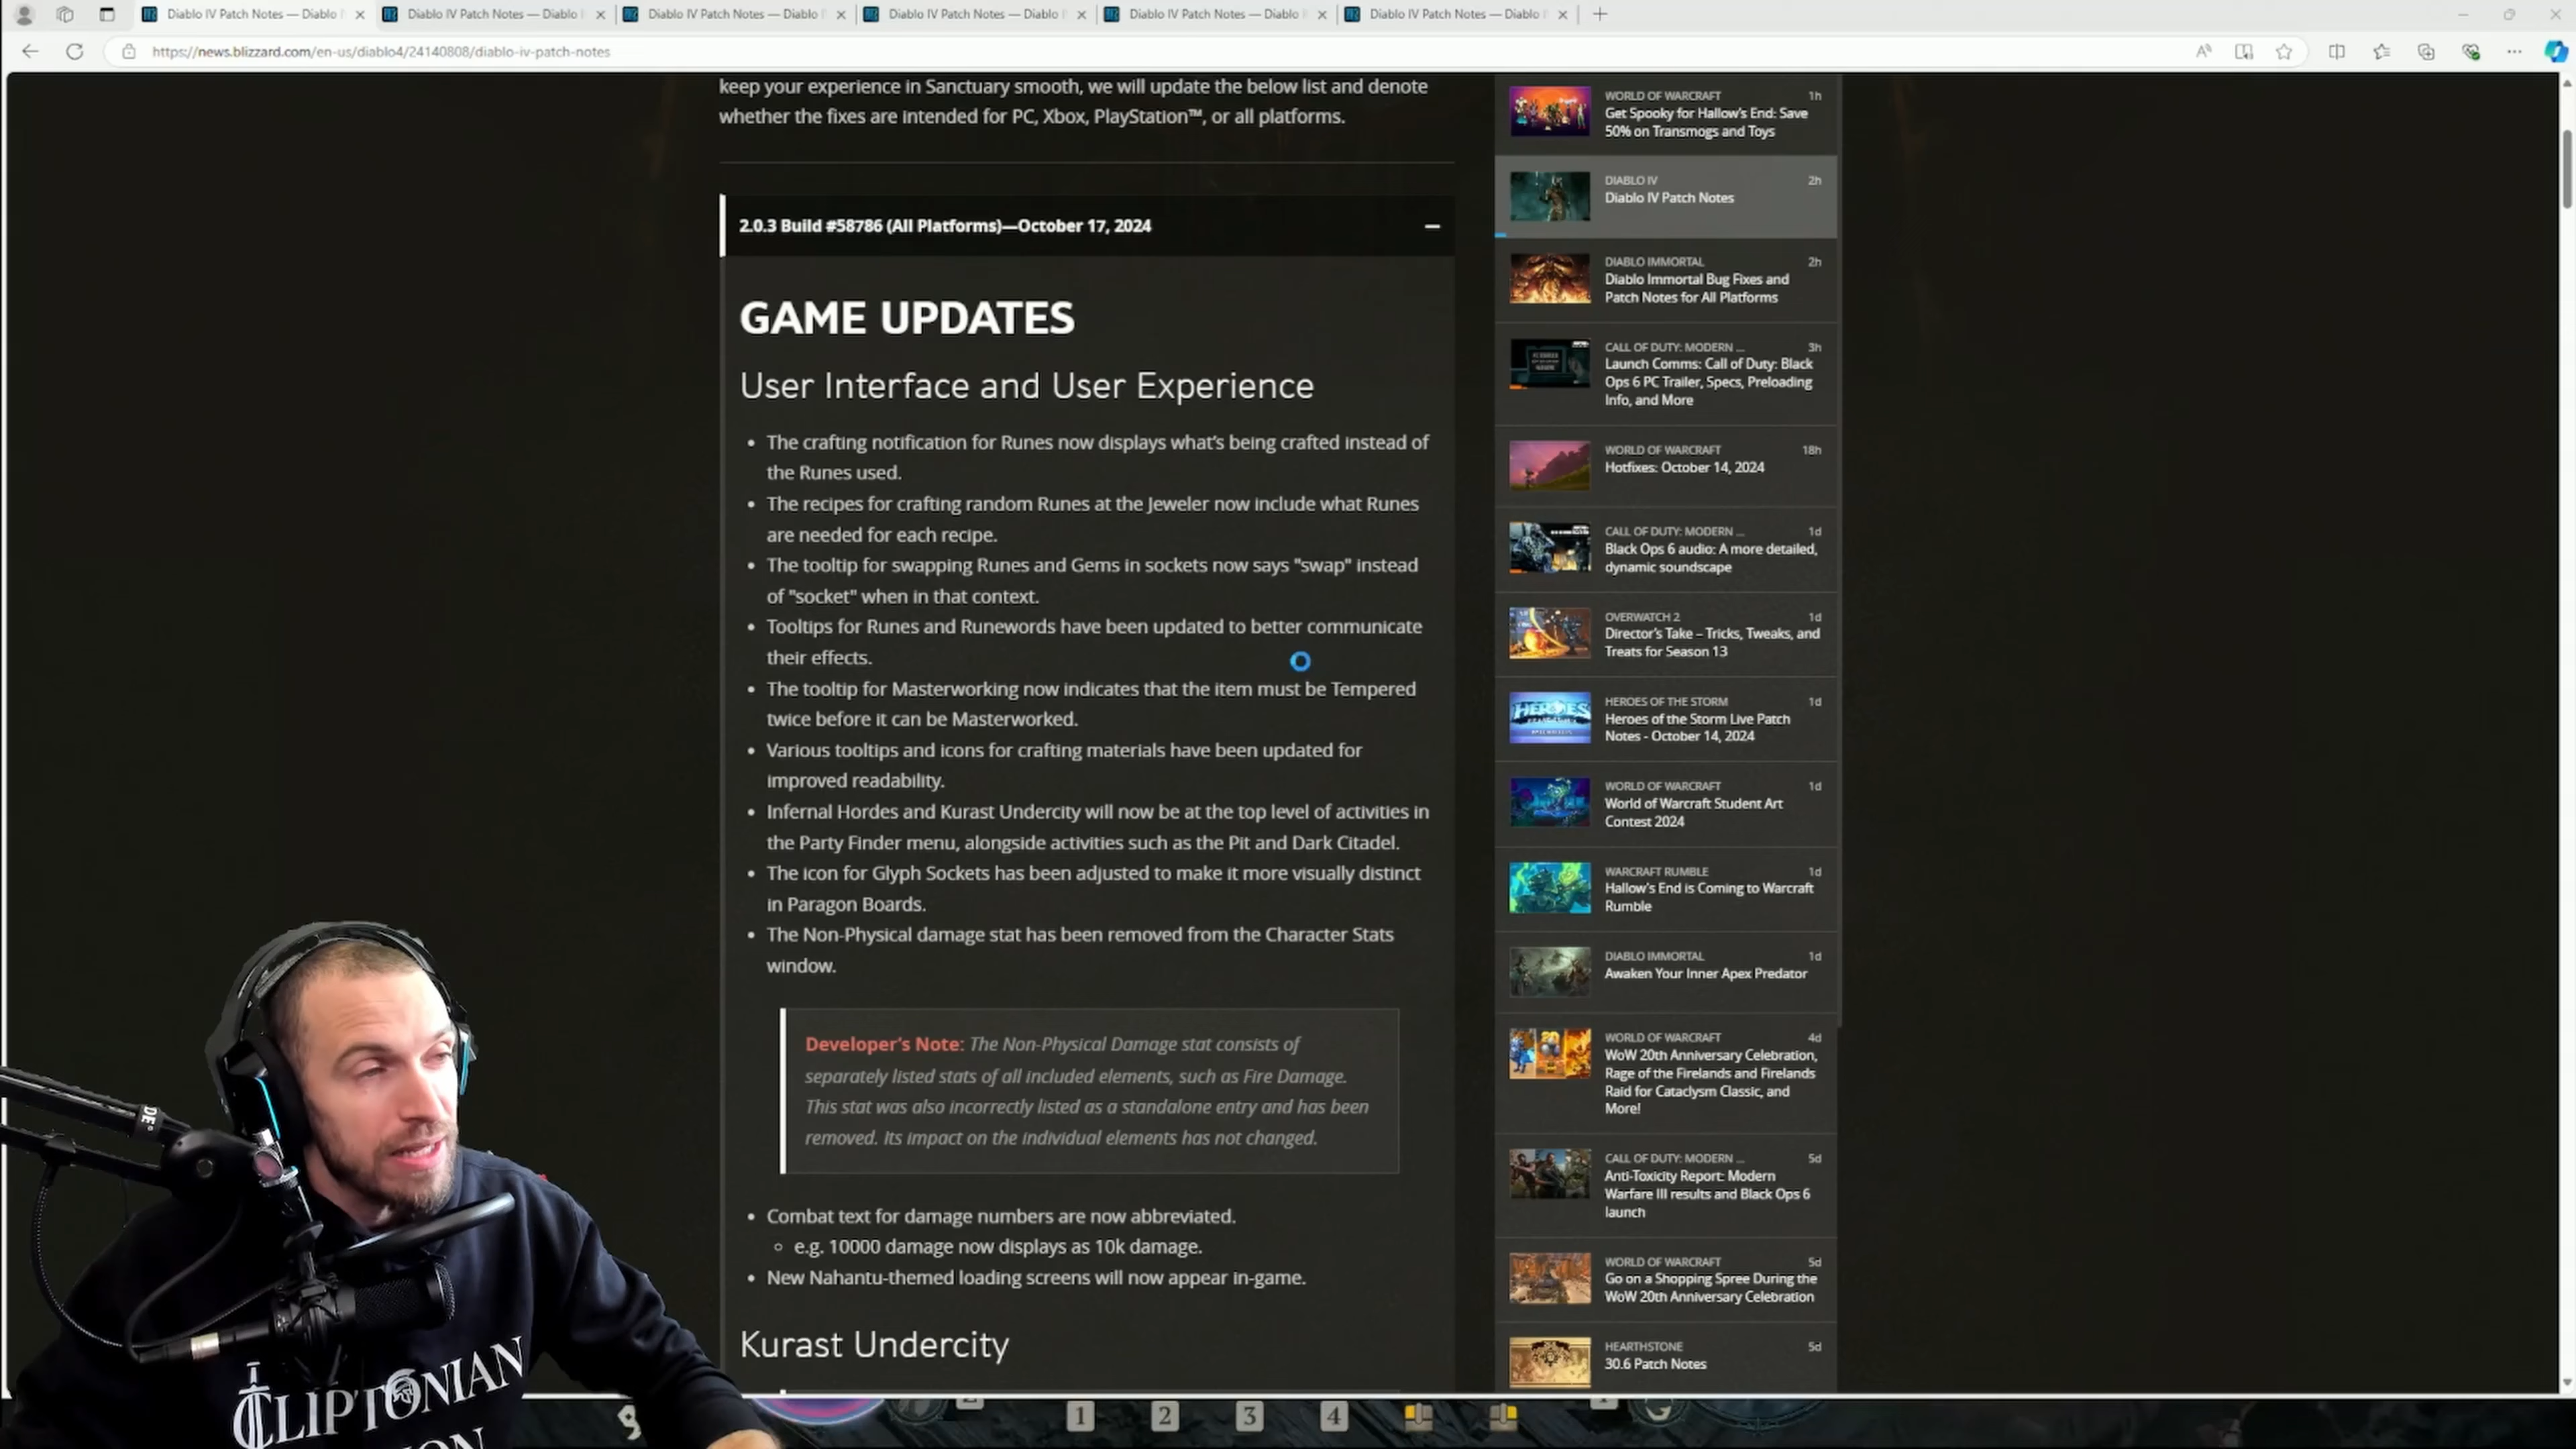 Diablo IV Patch Notes — Diablo I
Diablo IV Patch Notes — Diablo I
Diablo IV Patch Notes — Diablo I
Diablo IV Patch Notes — Diablo I
Diablo IV Patch Notes — Diablo I
Diablo IV Patch Notes — Diablo I
https://news.blizzard.com/en-us/diablo4/24140808/diablo-iv-patch-notes
keep your experience in Sanctuary smooth, we will update the below list and denote
whether the fixes are intended for PC, Xbox, PlayStation™, or all platforms.
2.0.3 Build #58786 (All Platforms)—October 17, 2024
GAME UPDATES
User Interface and User Experience
• The crafting notification for Runes now displays what's being crafted instead of
the Runes used.
• The recipes for crafting random Runes at the Jeweler now include what Runes
are needed for each recipe.
• The tooltip for swapping Runes and Gems in sockets now says "swap" instead
of "socket" when in that context.
• Tooltips for Runes and Runewords have been updated to better communicate
their effects.
• The tooltip for Masterworking now indicates that the item must be Tempered
twice before it can be Masterworked.
• Various tooltips and icons for crafting materials have been updated for
improved readability.
• Infernal Hordes and Kurast Undercity will now be at the top level of activities in
the Party Finder menu, alongside activities such as the Pit and Dark Citadel.
• The icon for Glyph Sockets has been adjusted to make it more visually distinct
in Paragon Boards.
• The Non-Physical damage stat has been removed from the Character Stats
window.
Developer's Note: The Non-Physical Damage stat consists of
separately listed stats of all included elements, such as Fire Damage.
This stat was also incorrectly listed as a standalone entry and has been
removed. Its impact on the individual elements has not changed.
• Combat text for damage numbers are now abbreviated.
◦ e.g. 10000 damage now displays as 10k damage.
• New Nahantu-themed loading screens will now appear in-game.
Kurast Undercity
WORLD OF WARCRAFT 1h
Get Spooky for Hallow's End: Save
50% on Transmogs and Toys
DIABLO IV 2h
Diablo IV Patch Notes
DIABLO IMMORTAL 2h
Diablo Immortal Bug Fixes and
Patch Notes for All Platforms
CALL OF DUTY: MODERN ... 3h
Launch Comms: Call of Duty: Black
Ops 6 PC Trailer, Specs, Preloading
Info, and More
WORLD OF WARCRAFT 18h
Hotfixes: October 14, 2024
CALL OF DUTY: MODERN ... 1d
Black Ops 6 audio: A more detailed,
dynamic soundscape
OVERWATCH 2 1d
Director's Take – Tricks, Tweaks, and
Treats for Season 13
HEROES OF THE STORM 1d
Heroes of the Storm Live Patch
Notes - October 14, 2024
WORLD OF WARCRAFT 1d
World of Warcraft Student Art
Contest 2024
WARCRAFT RUMBLE 1d
Hallow's End is Coming to Warcraft
Rumble
DIABLO IMMORTAL 1d
Awaken Your Inner Apex Predator
WORLD OF WARCRAFT 4d
WoW 20th Anniversary Celebration,
Rage of the Firelands and Firelands
Raid for Cataclysm Classic, and
More!
CALL OF DUTY: MODERN ... 5d
Anti-Toxicity Report: Modern
Warfare III results and Black Ops 6
launch
WORLD OF WARCRAFT 5d
Go on a Shopping Spree During the
WoW 20th Anniversary Celebration
HEARTHSTONE 5d
30.6 Patch Notes
CLIPTONIAN
1 2 3 4